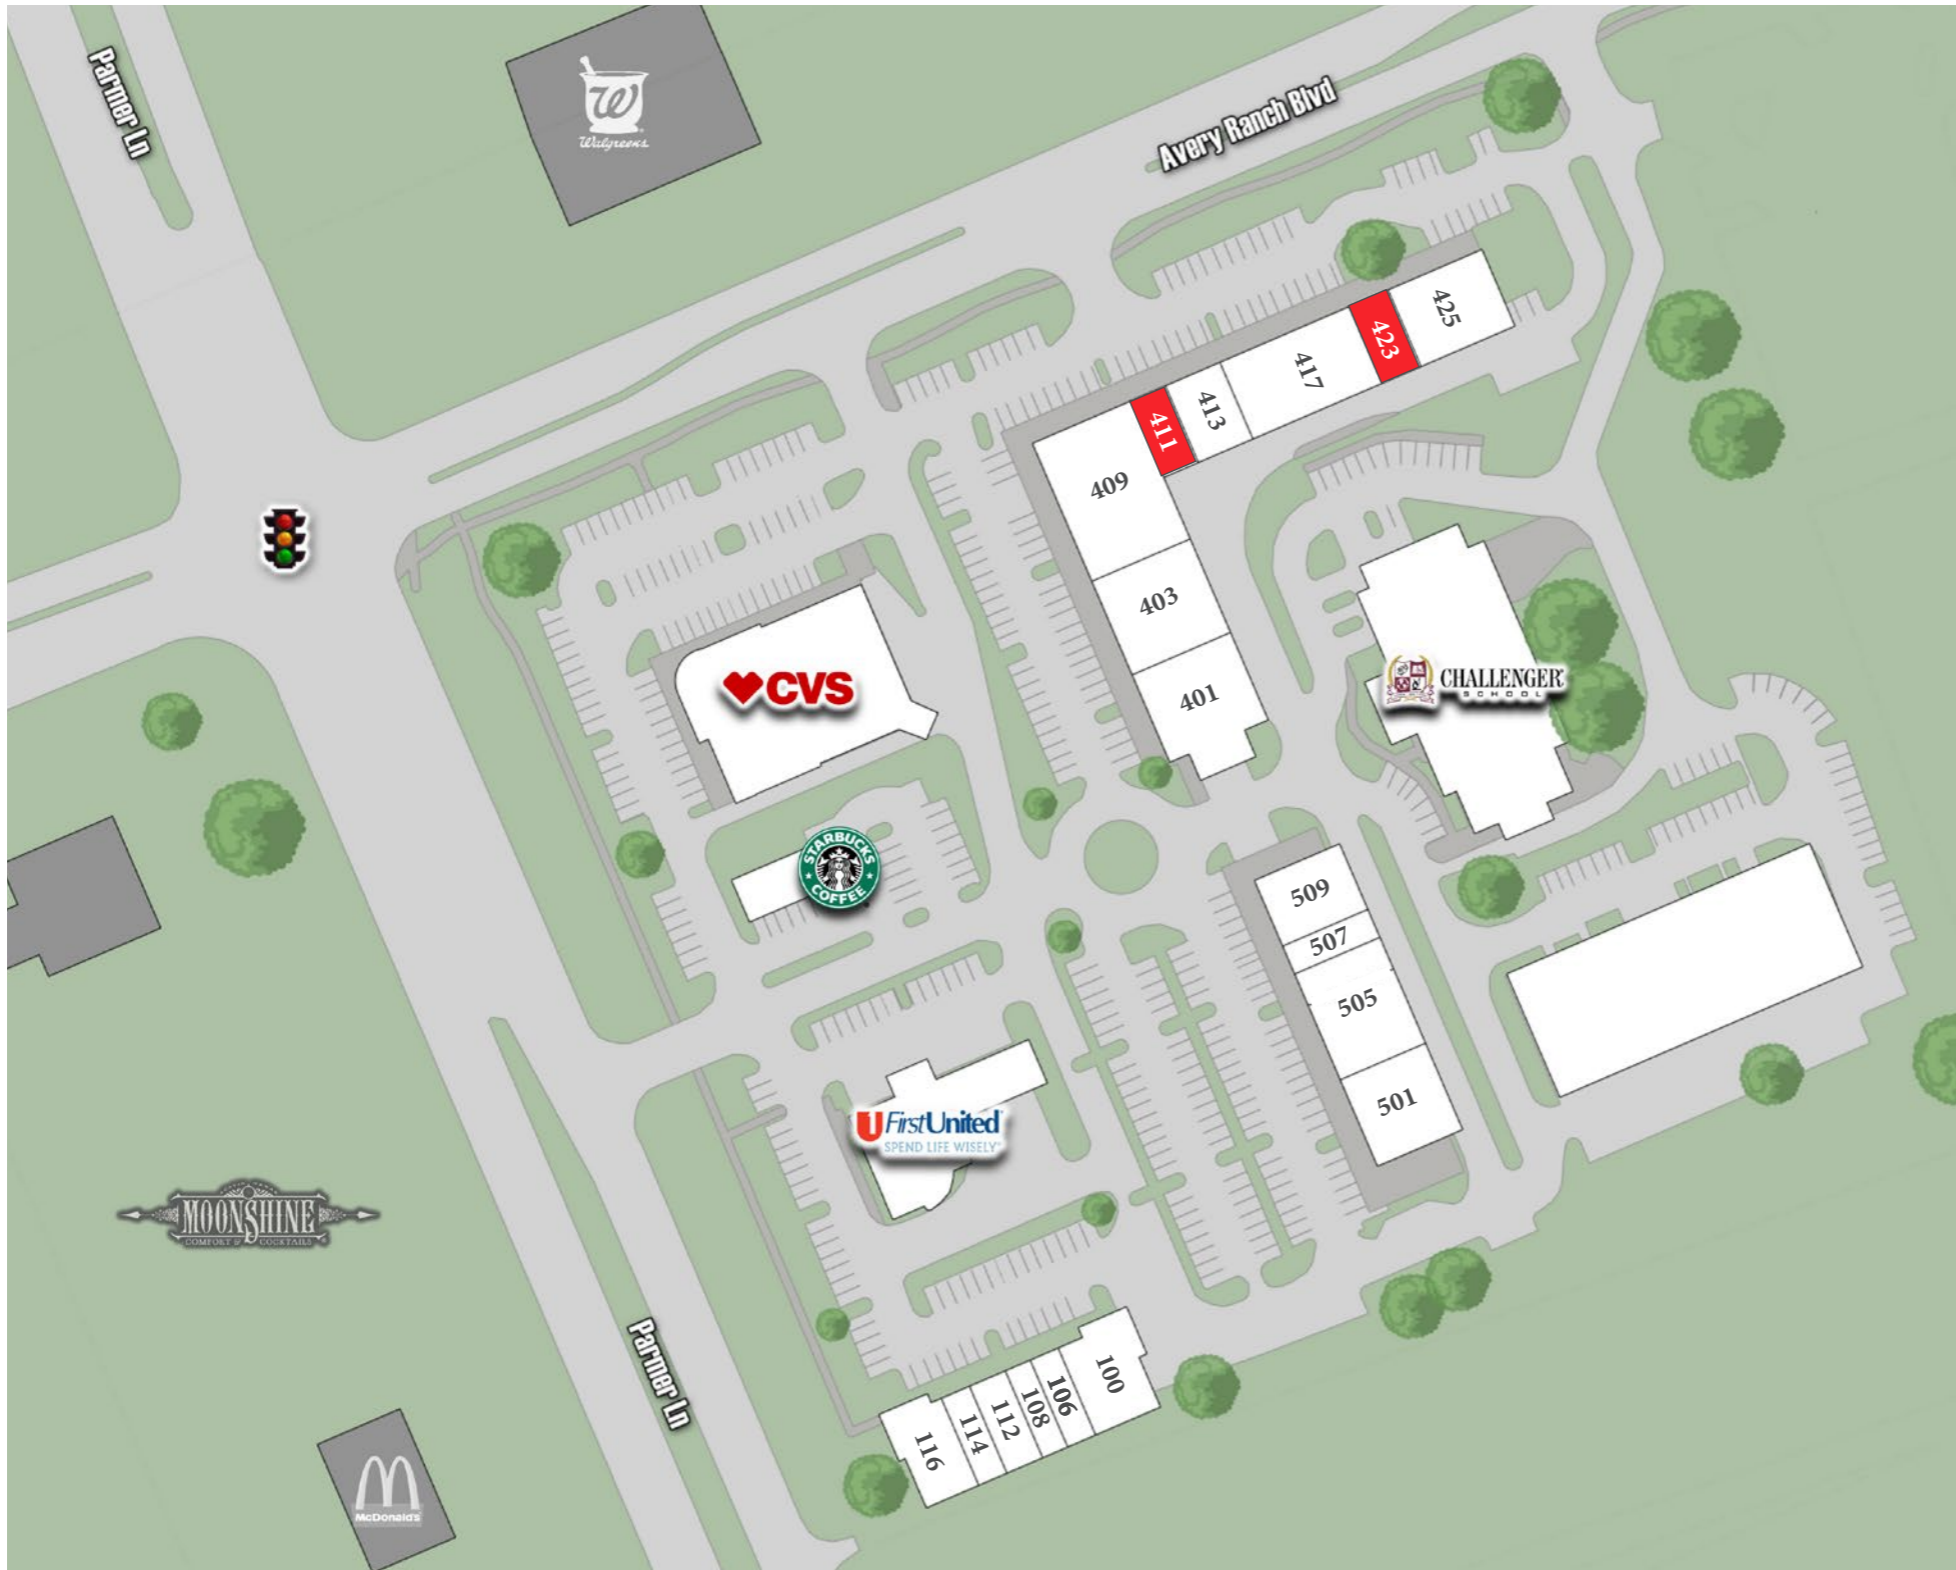 Parmer Ln
W
Walgreens
Avery Ranch Blvd
425
423
417
413
411
409
403
401
CVS
CHALLENGER
SCHOOL
STARBUCKS
COFFEE
509
507
505
501
U FirstUnited
SPEND LIFE WISELY
MOONSHINE
COMFORT & COCKTAILS
Parmer Ln
100
106
108
112
114
116
M
McDonald's